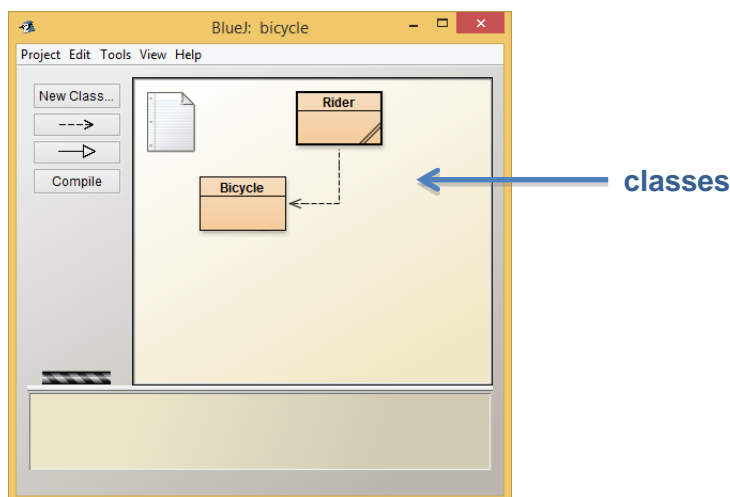 BlueJ: bicycle
Project Edit Tools View Help
New Class...
Compile
Rider
Bicycle
classes